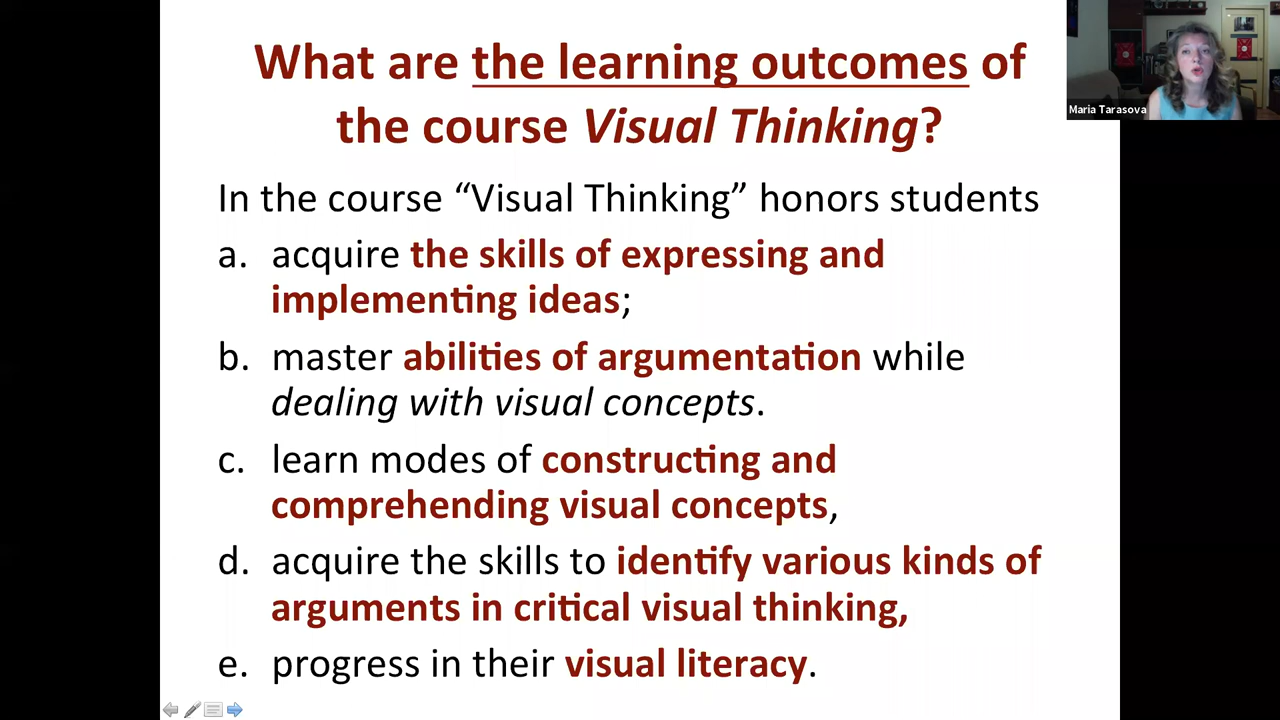 What are the learning outcomes of
the course Visual Thinking?
Maria Tarasova
In the course “Visual Thinking” honors students
a. acquire the skills of expressing and
implementing ideas;
b. master abilities of argumentation while
dealing with visual concepts.
c. learn modes of constructing and
comprehending visual concepts,
d. acquire the skills to identify various kinds of
arguments in critical visual thinking,
e. progress in their visual literacy.